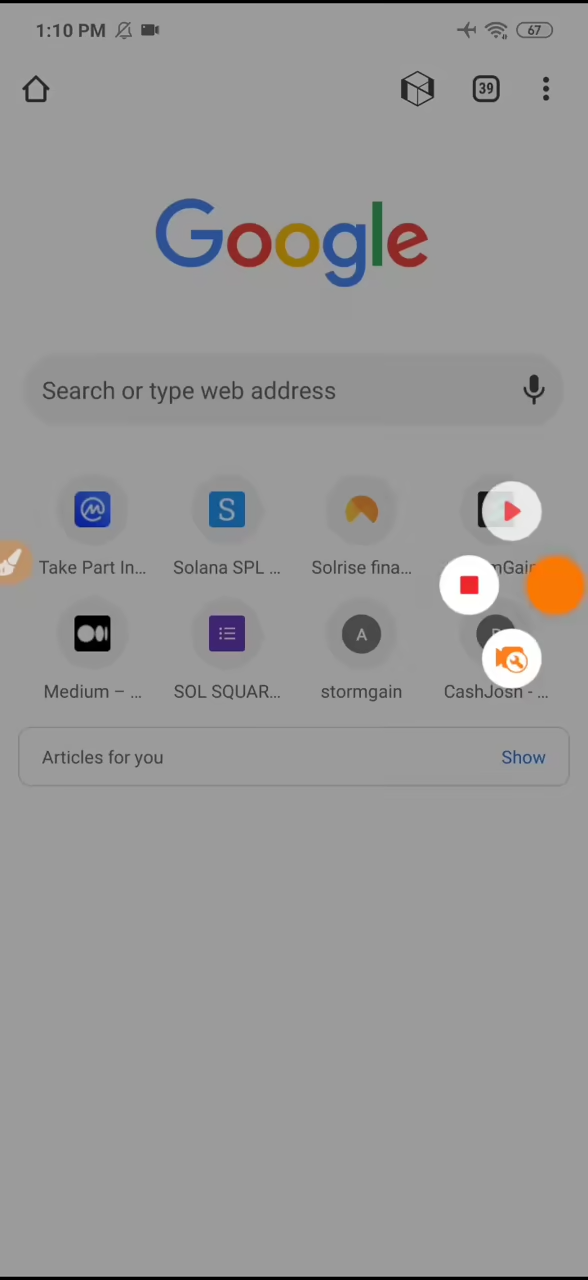 1:10 PM
67
39
Google
Search or type web address
S
Take Part In...
Solana SPL ...
Solrise fina...
A
Medium – ...
SOL SQUAR...
stormgain
CashJosh - ...
Articles for you
Show